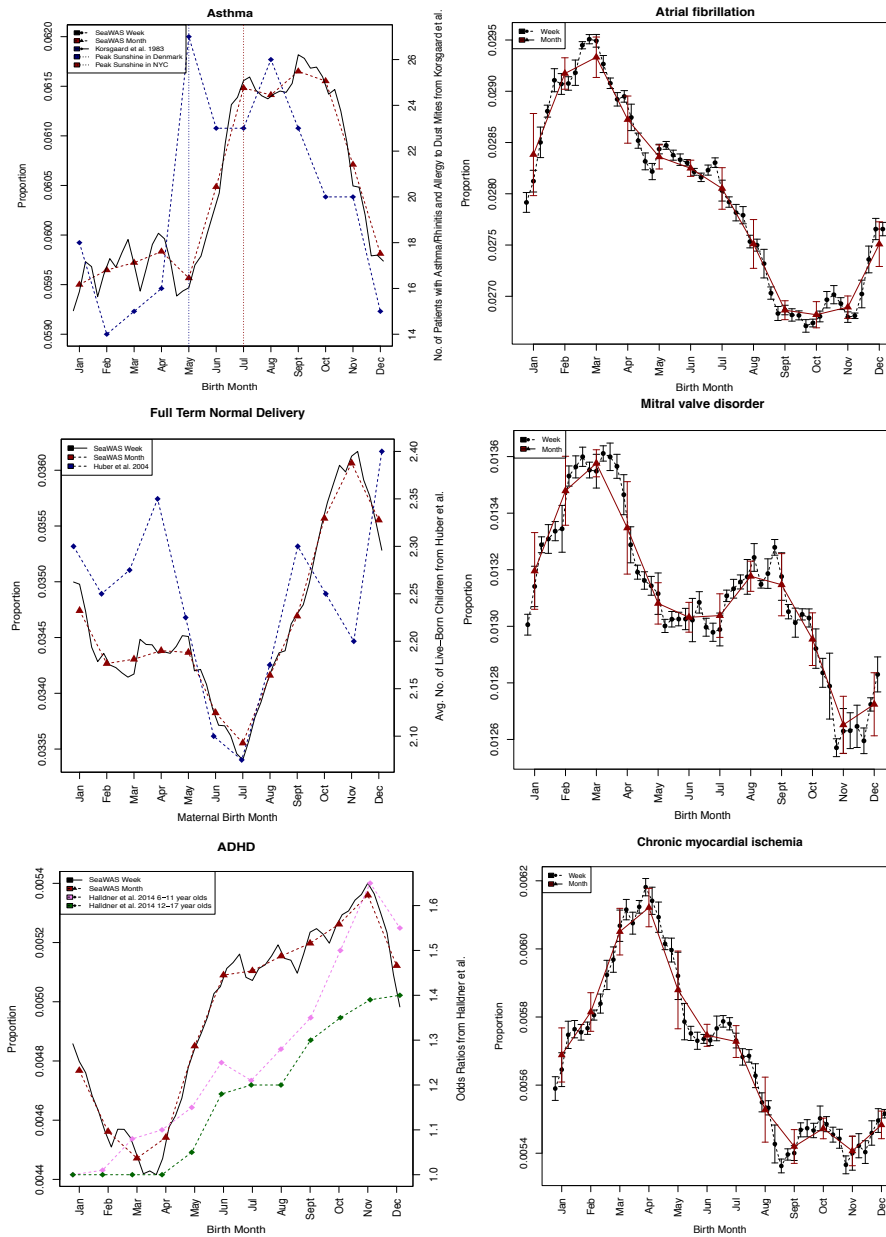 Asthma
SeaWAS Week
SeaWAS Month
Korsgaard et al. 1983
Peak Sunshine in Denmark
Peak Sunshine in NYC
Proportion
0.0590 0.0595 0.0600 0.0605 0.0610 0.0615 0.0620
14 16 18 20 22 24 26
No. of Patients with Asthma/Rhinitis and Allergy to Dust Mites from Korsgaard et al.
Jan Feb Mar Apr May Jun Jul Aug Sept Oct Nov Dec
Birth Month
Atrial fibrillation
Week
Month
Proportion
0.0270 0.0275 0.0280 0.0285 0.0290 0.0295
Jan Feb Mar Apr May Jun Jul Aug Sept Oct Nov Dec
Birth Month
Full Term Normal Delivery
SeaWAS Week
SeaWAS Month
Huber et al. 2004
Proportion
0.0335 0.0340 0.0345 0.0350 0.0355 0.0360
2.10 2.15 2.20 2.25 2.30 2.35 2.40
Avg. No. of Live−Born Children from Huber et al.
Jan Feb Mar Apr May Jun Jul Aug Sept Oct Nov Dec
Maternal Birth Month
Mitral valve disorder
Week
Month
Proportion
0.0126 0.0128 0.0130 0.0132 0.0134 0.0136
Jan Feb Mar Apr May Jun Jul Aug Sept Oct Nov Dec
Birth Month
ADHD
SeaWAS Week
SeaWAS Month
Halldner et al. 2014 6−11 year olds
Halldner et al. 2014 12−17 year olds
Proportion
0.0044 0.0046 0.0048 0.0050 0.0052 0.0054
1.0 1.1 1.2 1.3 1.4 1.5 1.6
Odds Ratios from Halldner et al.
Jan Feb Mar Apr May Jun Jul Aug Sept Oct Nov Dec
Birth Month
Chronic myocardial ischemia
Week
Month
Proportion
0.0054 0.0056 0.0058 0.0060 0.0062
Jan Feb Mar Apr May Jun Jul Aug Sept Oct Nov Dec
Birth Month